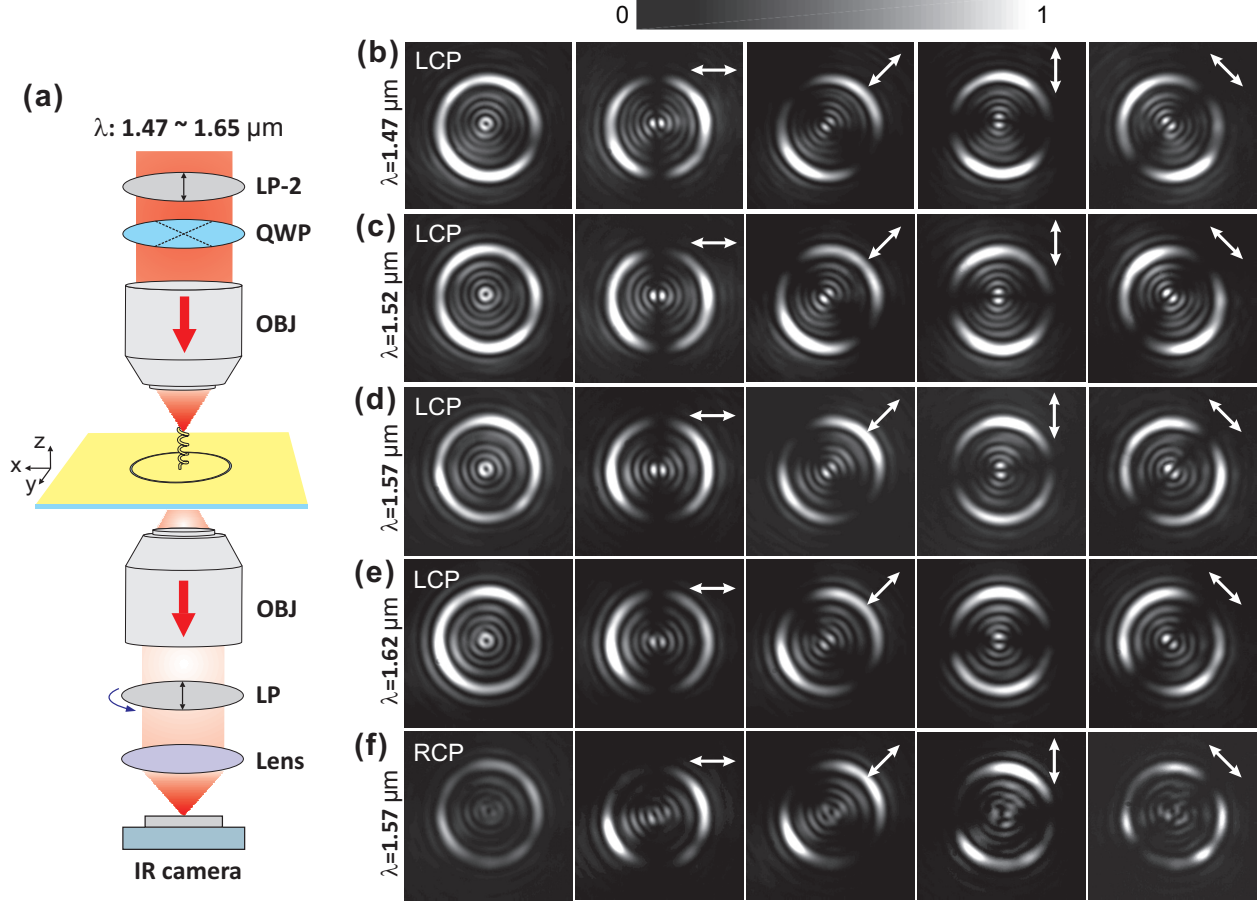 0 1
(a)
λ: 1.47 ~ 1.65 μm
LP-2
QWP
OBJ
z
x
y
OBJ
LP
Lens
IR camera
(b)
LCP
λ=1.47 μm
(c)
LCP
λ=1.52 μm
(d)
LCP
λ=1.57 μm
(e)
LCP
λ=1.62 μm
(f)
RCP
λ=1.57 μm